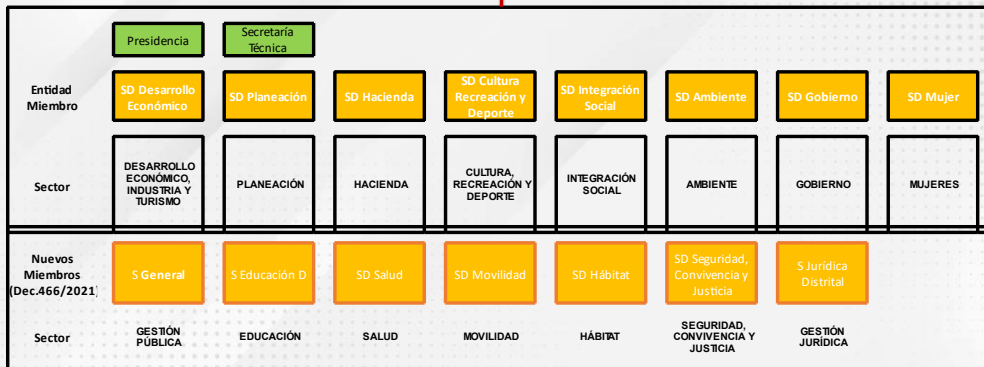 Presidencia
Secretaría
Técnica
Entidad
Miembro
SD Desarrollo
Económico
SD Planeación
SD Hacienda
SD Cultura
Recreación y
Deporte
SD Integración
Social
SD Ambiente
SD Gobierno
SD Mujer
Sector
DESARROLLO
ECONÓMICO,
INDUSTRIA Y
TURISMO
PLANEACIÓN
HACIENDA
CULTURA,
RECREACIÓN Y
DEPORTE
INTEGRACIÓN
SOCIAL
AMBIENTE
GOBIERNO
MUJERES
Nuevos
Miembros
(Dec.466/2021)
S General
S Educación D
SD Salud
SD Movilidad
SD Hábitat
SD Seguridad,
Convivencia y
Justicia
S Jurídica
Distrital
Sector
GESTIÓN
PÚBLICA
EDUCACIÓN
SALUD
MOVILIDAD
HÁBITAT
SEGURIDAD,
CONVIVENCIA Y
JUSTICIA
GESTIÓN
JURÍDICA